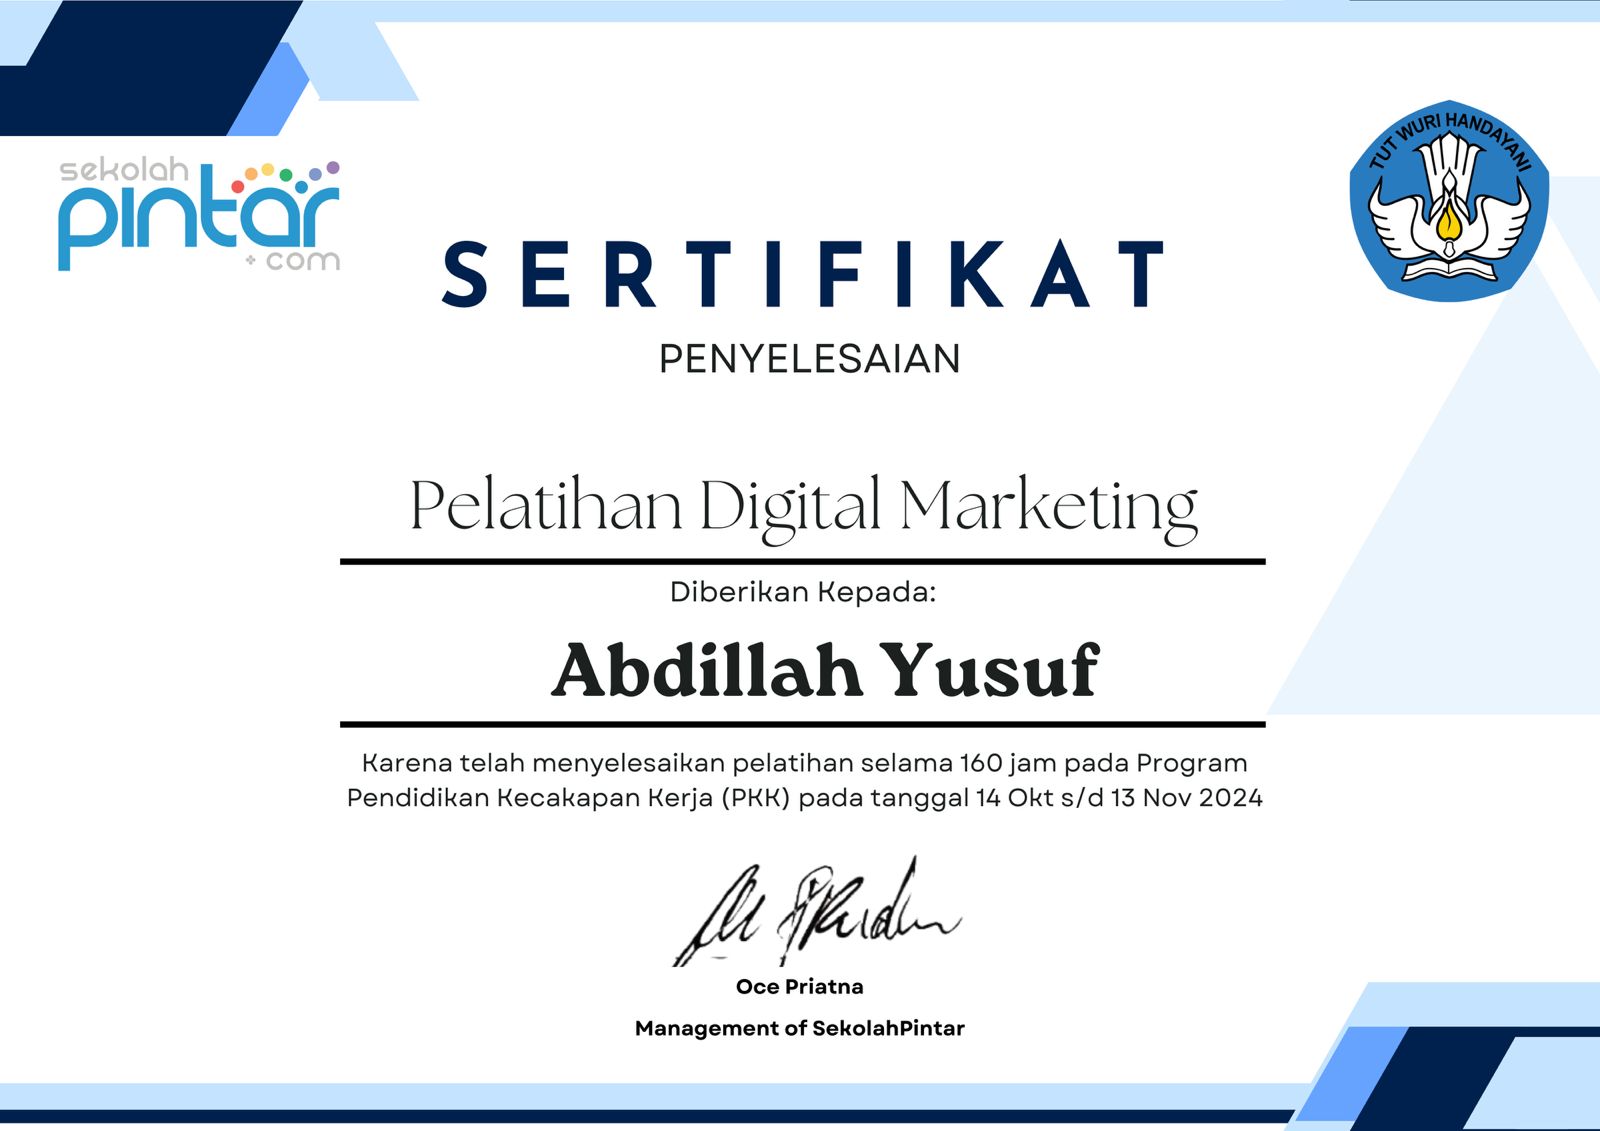 sekolah
pintar
.com
TUT WURI HANDAYANI
SERTIFIKAT
PENYELESAIAN
Pelatihan Digital Marketing
Diberikan Kepada:
Abdillah Yusuf
Karena telah menyelesaikan pelatihan selama 160 jam pada Program
Pendidikan Kecakapan Kerja (PKK) pada tanggal 14 Okt s/d 13 Nov 2024
Oce Priatna
Management of SekolahPintar